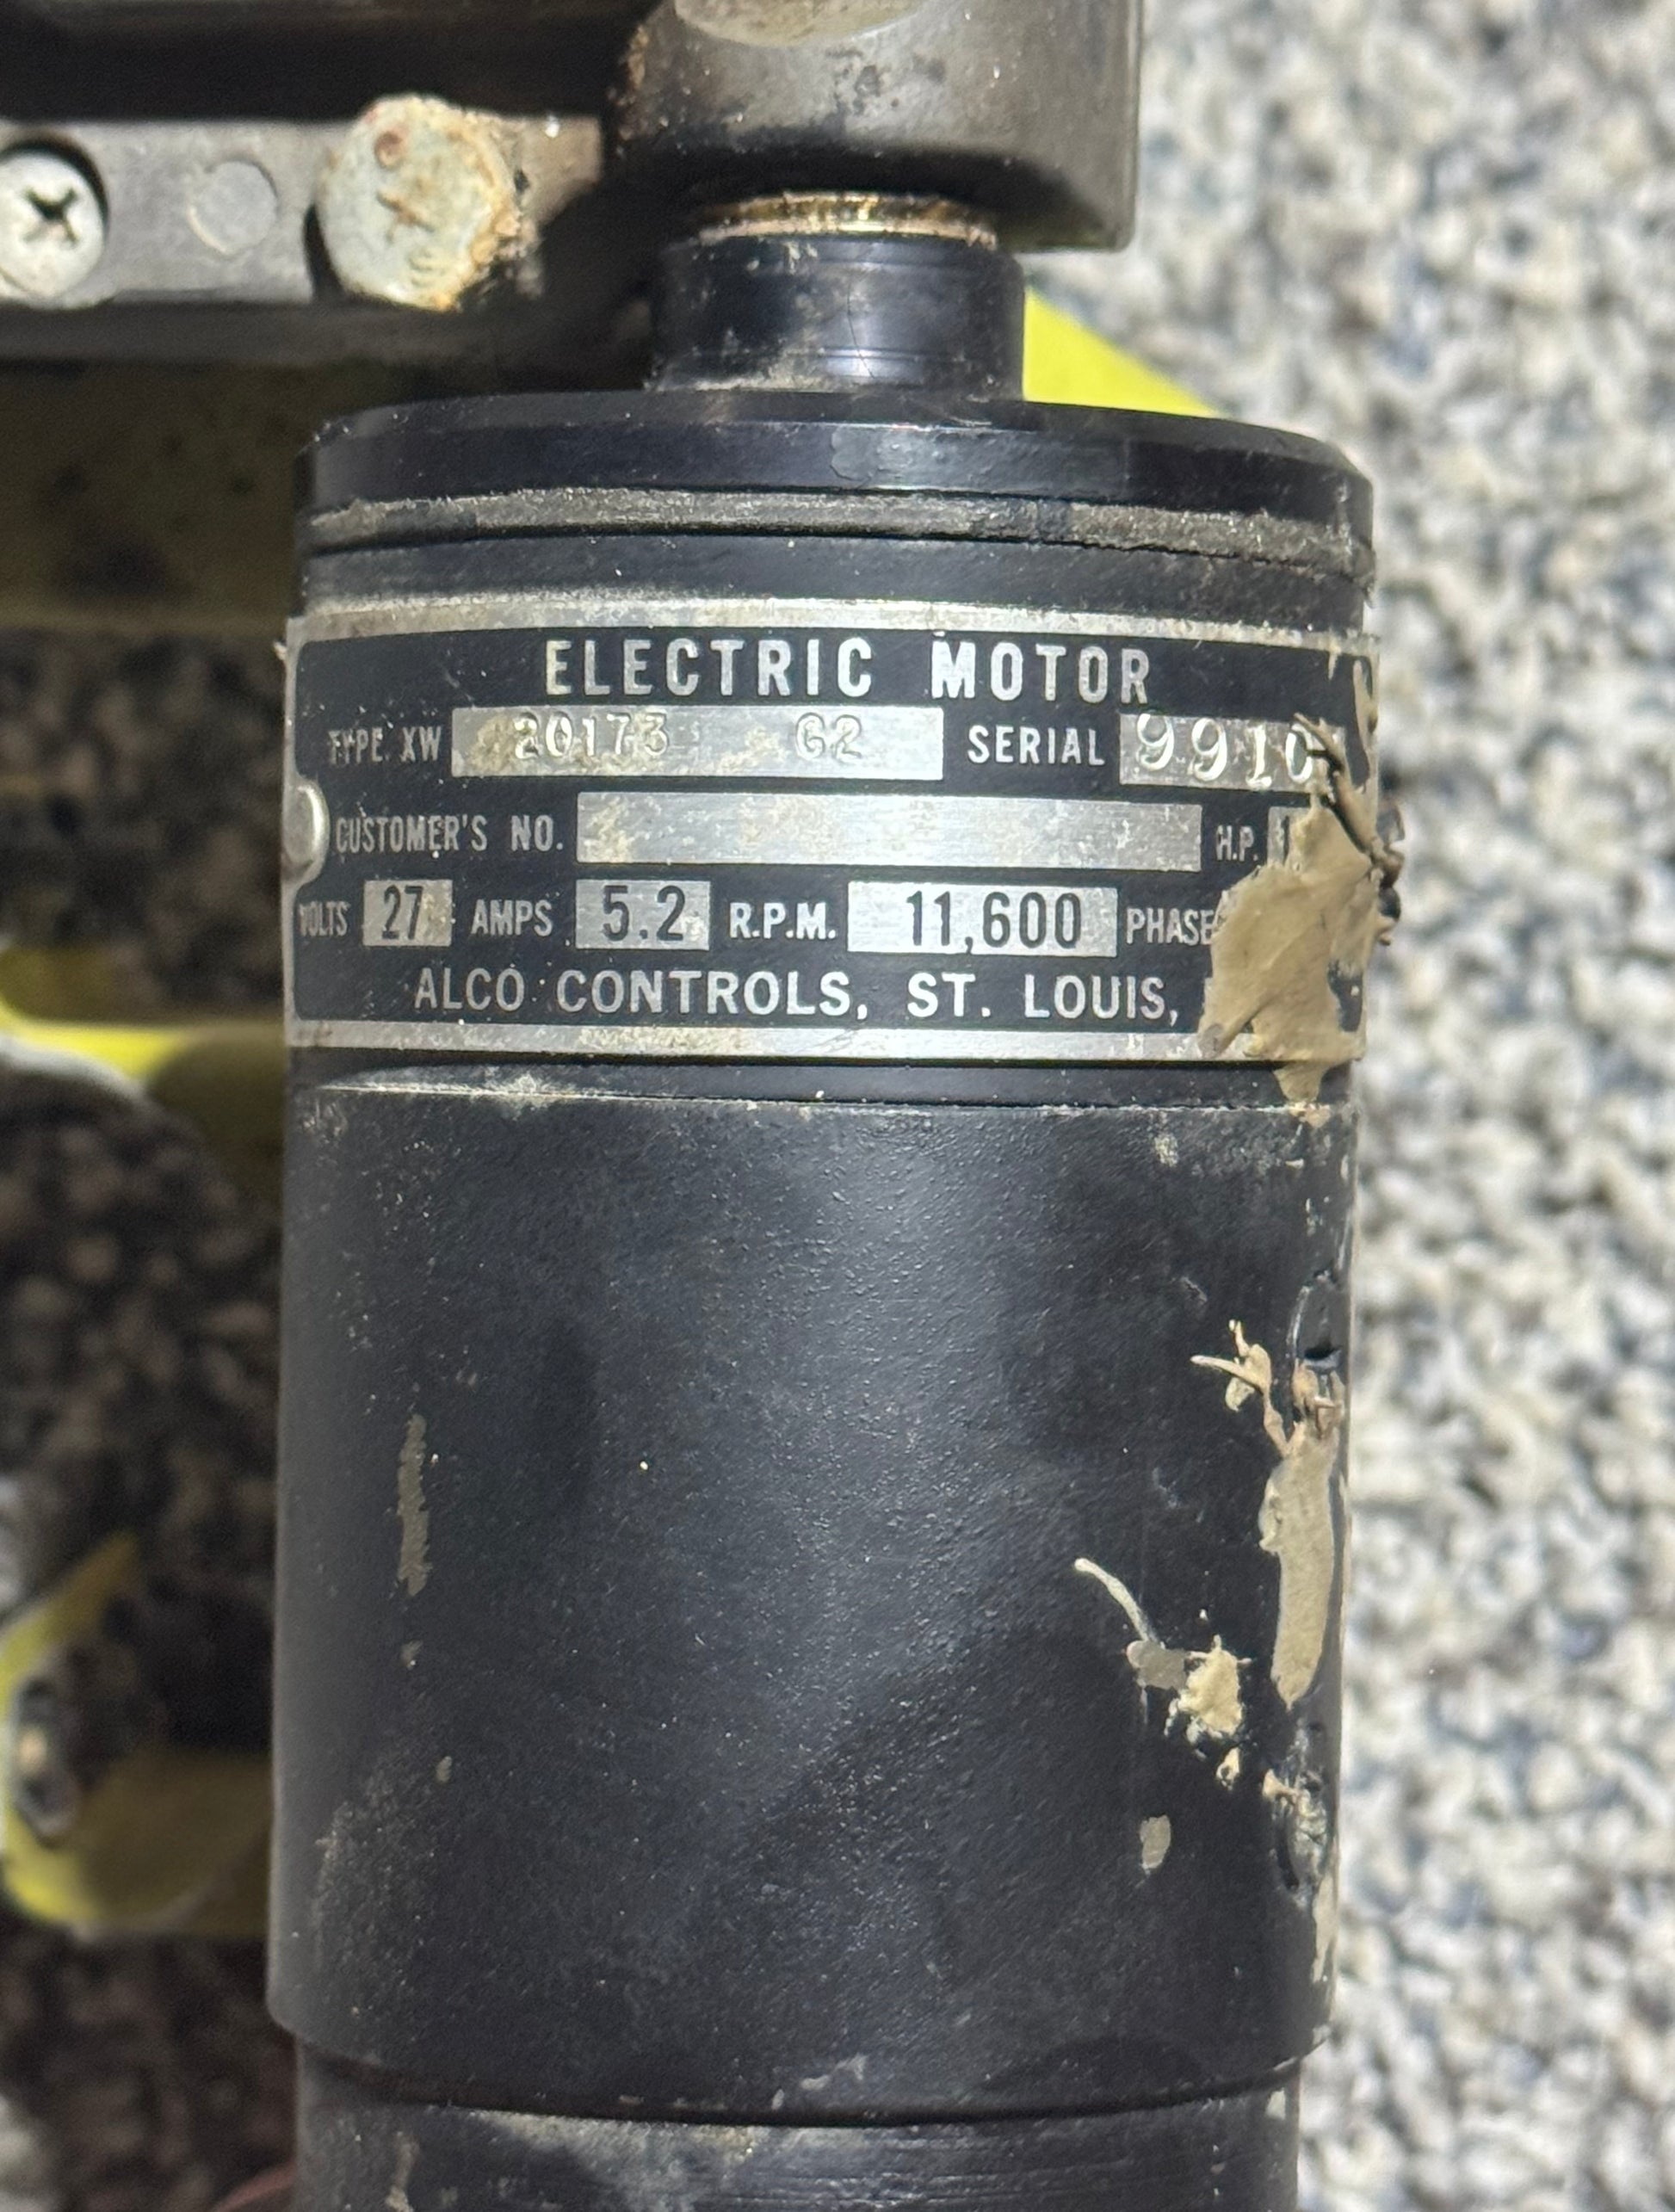 ELECTRIC MOTOR
TYPE XW 20173 G2 SERIAL 9910
CUSTOMER'S NO. H.P.
VOLTS 27 AMPS 5.2 R.P.M. 11,600 PHASE
ALCO CONTROLS, ST. LOUIS,